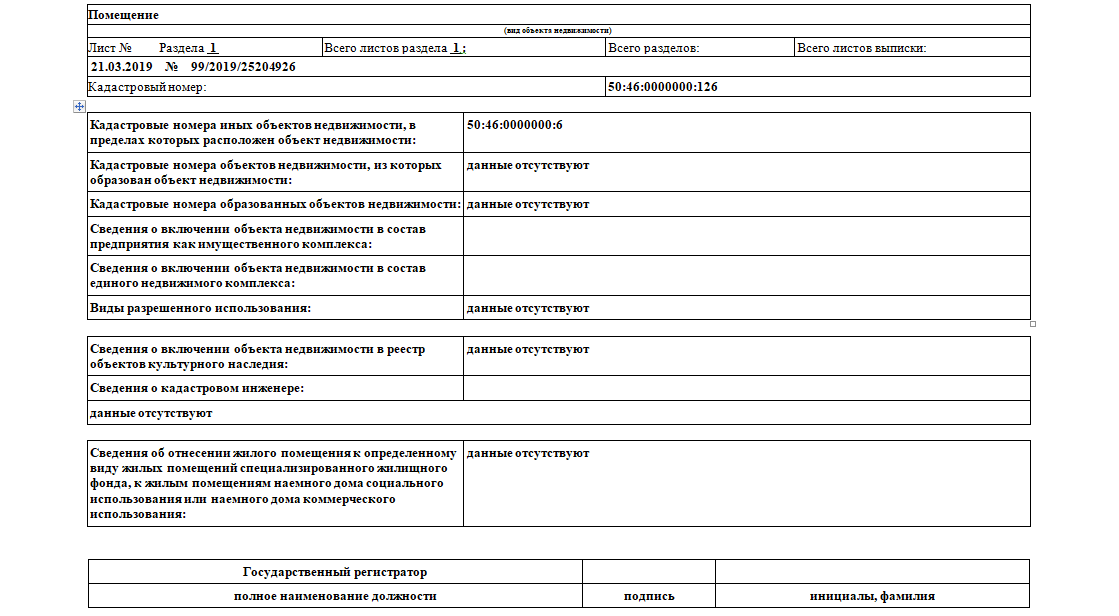 Помещение
(вид объекта недвижимости)
Лист № Раздела 1 Всего листов раздела 1 : Всего разделов: Всего листов выписки:
21.03.2019 № 99/2019/25204926
Кадастровый номер: 50:46:0000000:126
Кадастровые номера иных объектов недвижимости, в 50:46:0000000:6
пределах которых расположен объект недвижимости:
Кадастровые номера объектов недвижимости, из которых данные отсутствуют
образован объект недвижимости:
Кадастровые номера образованных объектов недвижимости: данные отсутствуют
Сведения о включении объекта недвижимости в состав
предприятия как имущественного комплекса:
Сведения о включении объекта недвижимости в состав
единого недвижимого комплекса:
Виды разрешенного использования: данные отсутствуют
Сведения о включении объекта недвижимости в реестр данные отсутствуют
объектов культурного наследия:
Сведения о кадастровом инженере:
данные отсутствуют
Сведения об отнесении жилого помещения к определенному данные отсутствуют
виду жилых помещений специализированного жилищного
фонда, к жилым помещениям наемного дома социального
использования или наемного дома коммерческого
использования:
Государственный регистратор
полное наименование должности подпись инициалы, фамилия